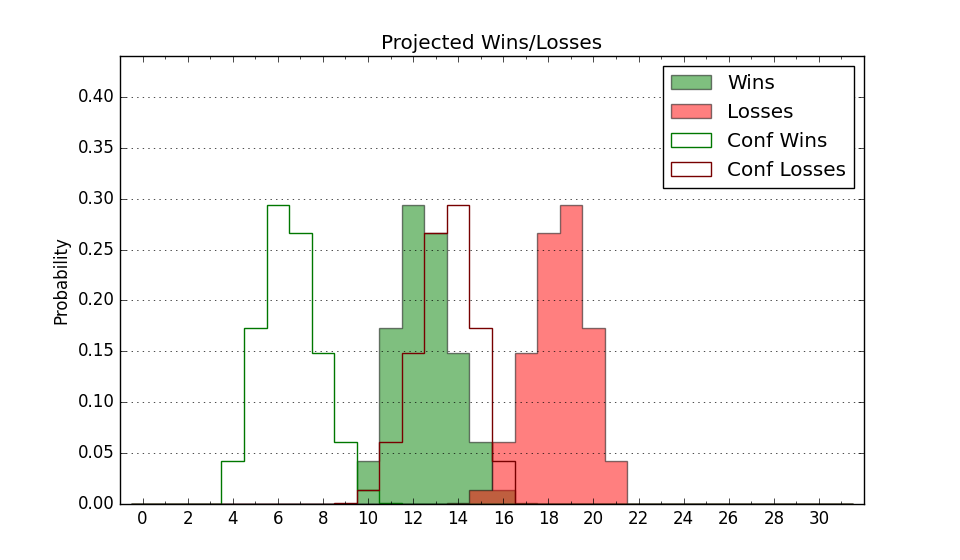 Projected Wins/Losses
Wins
Losses
Conf Wins
Conf Losses
Probability
0.40
0.35
0.30
0.25
0.20
0.15
0.10
0.05
0.00
0 2 4 6 8 10 12 14 16 18 20 22 24 26 28 30